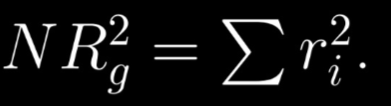 $NR_g^2 = \sum r_i^2.$